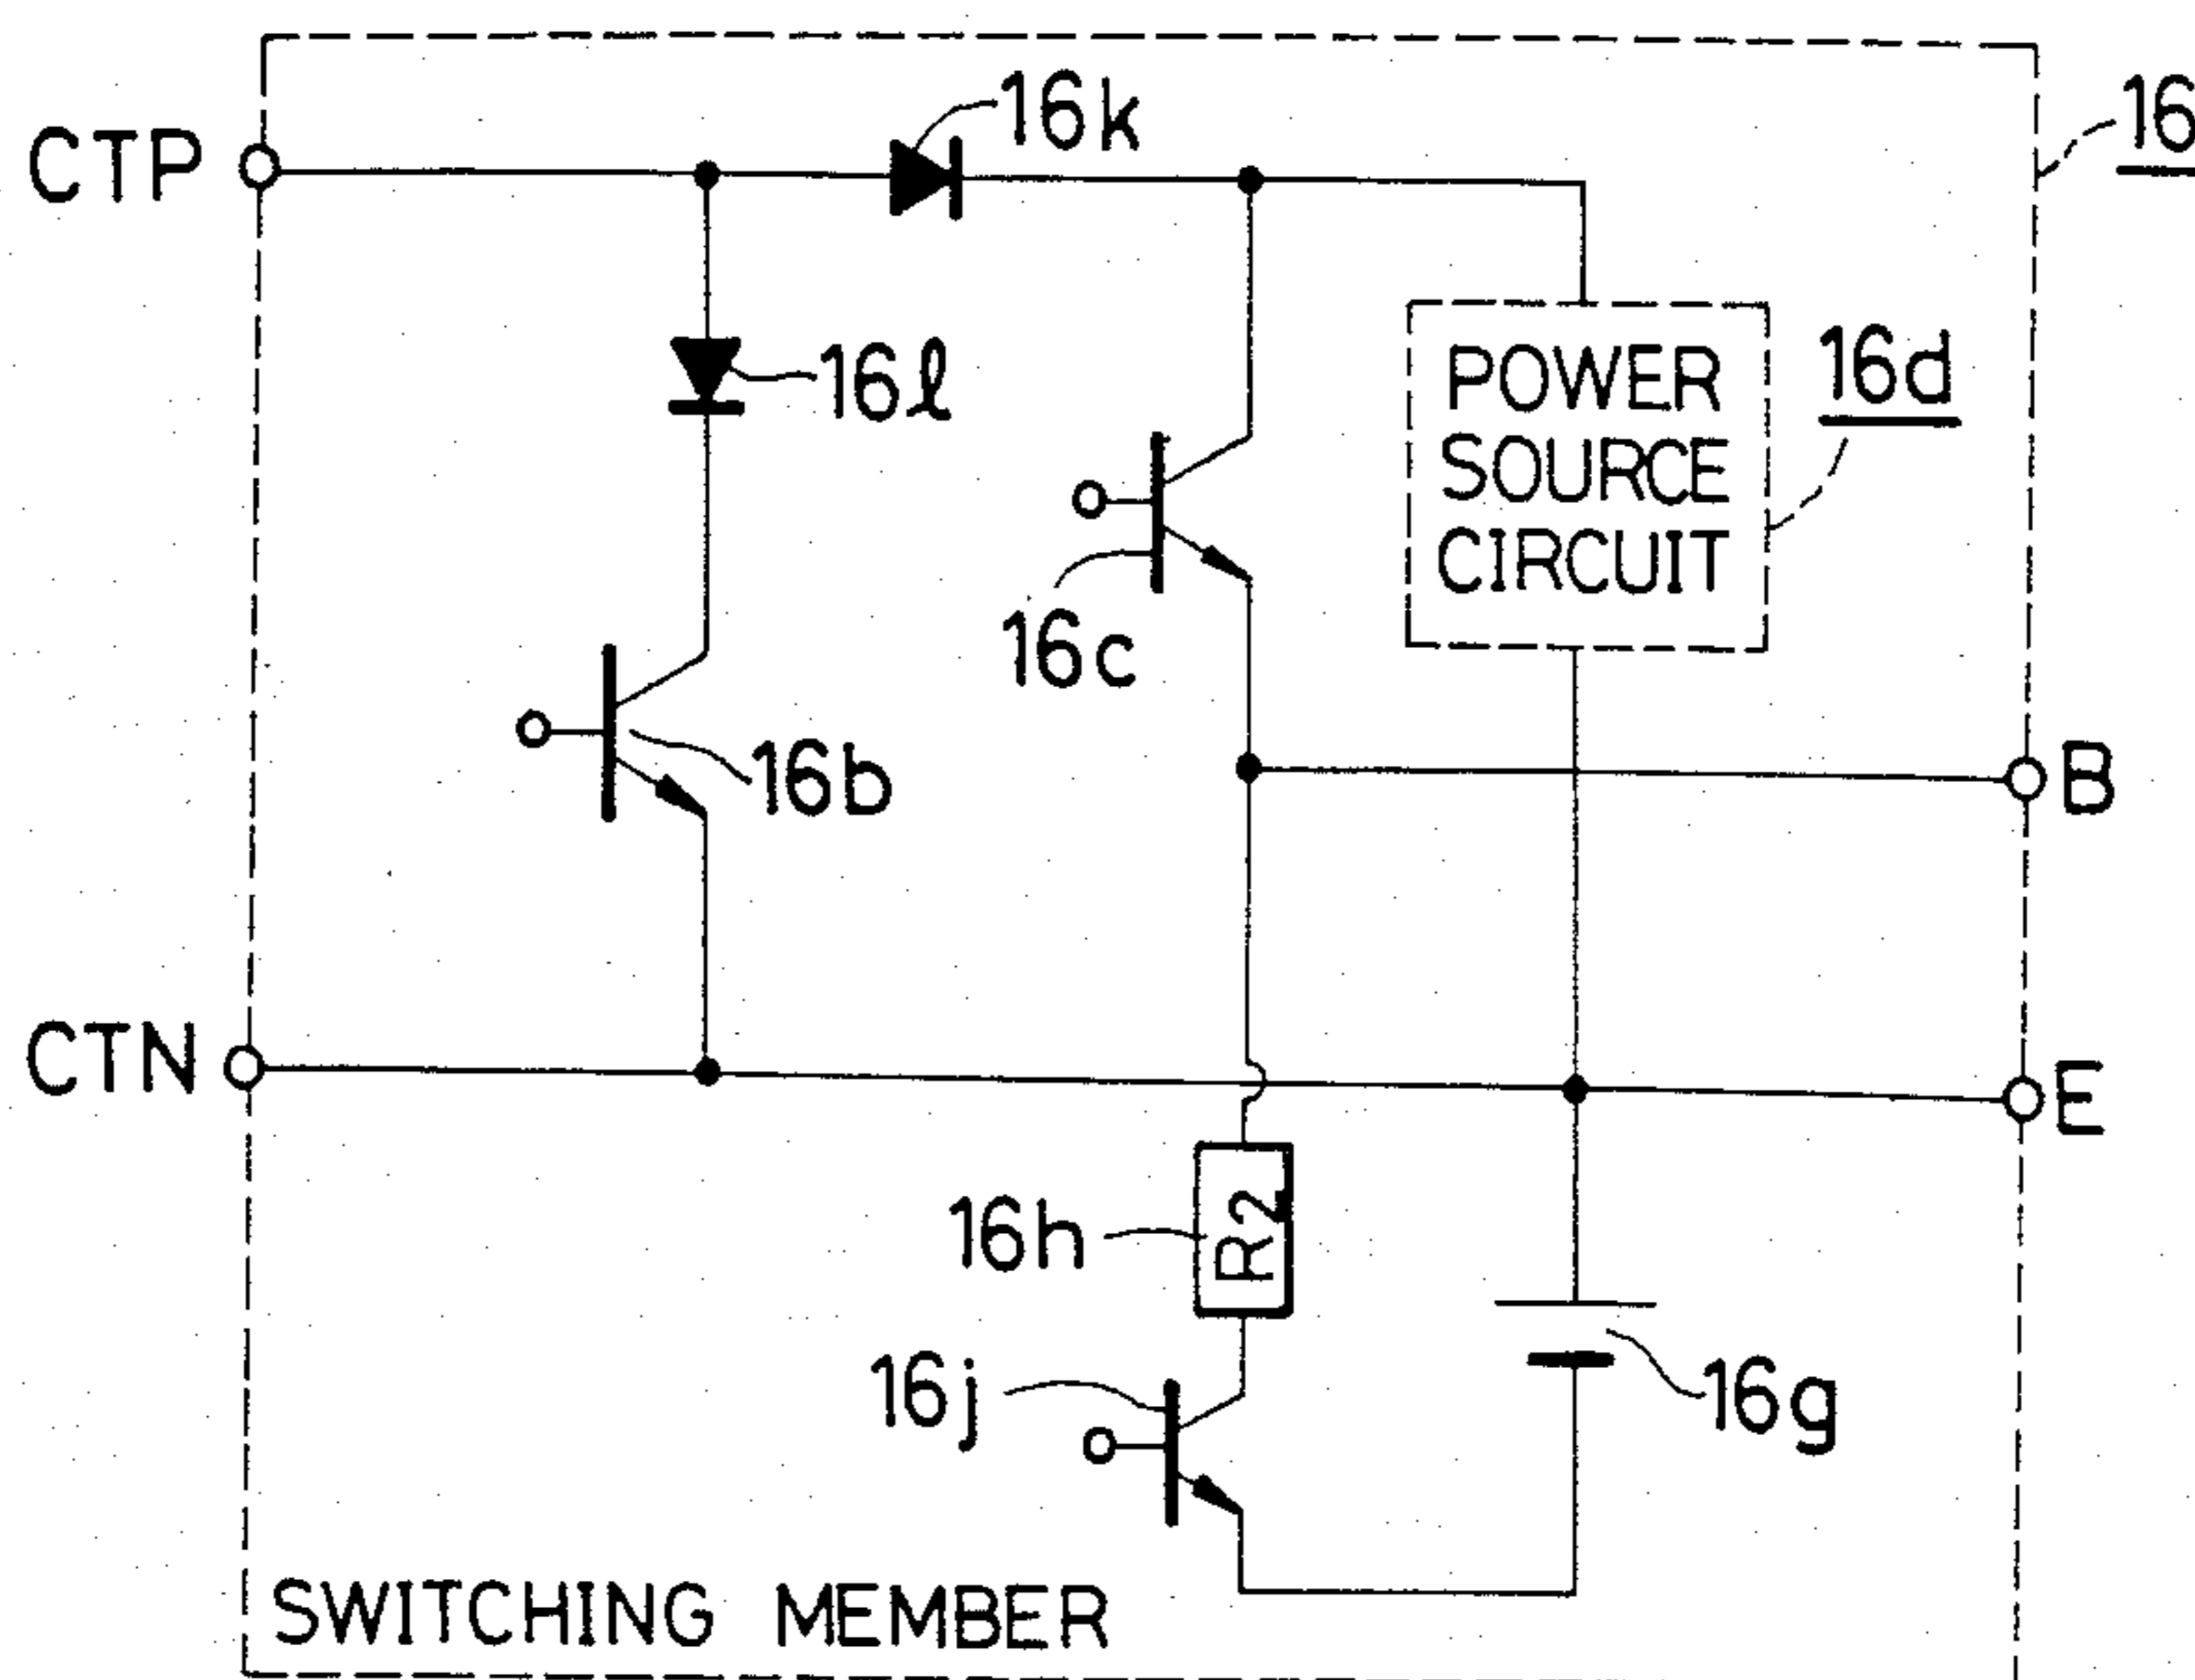 16k
16
CTP
POWER
SOURCE
CIRCUIT
16d
16ℓ
16c
16b
B
CTN
E
16h
R2
16j
16g
SWITCHING MEMBER